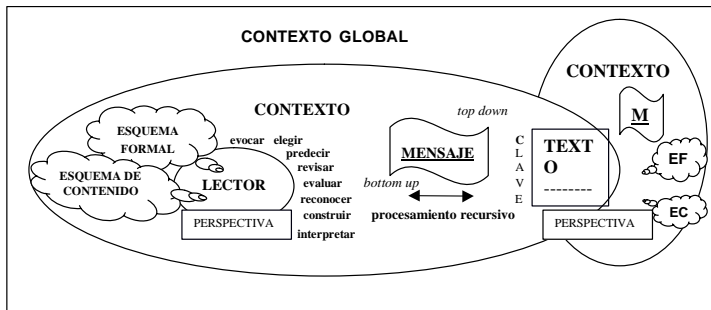 CONTEXTO GLOBAL
CONTEXTO
CONTEXTO
top down
M
ESQUEMA
FORMAL
evocar elegir
predecir
revisar
evaluar
reconocer
construir
interpretar
ESQUEMA DE
CONTENIDO
LECTOR
PERSPECTIVA
MENSAJE
bottom up
procesamiento recursivo
C
L
A
V
E
TEXT
O
--------
PERSPECTIVA
EF
EC